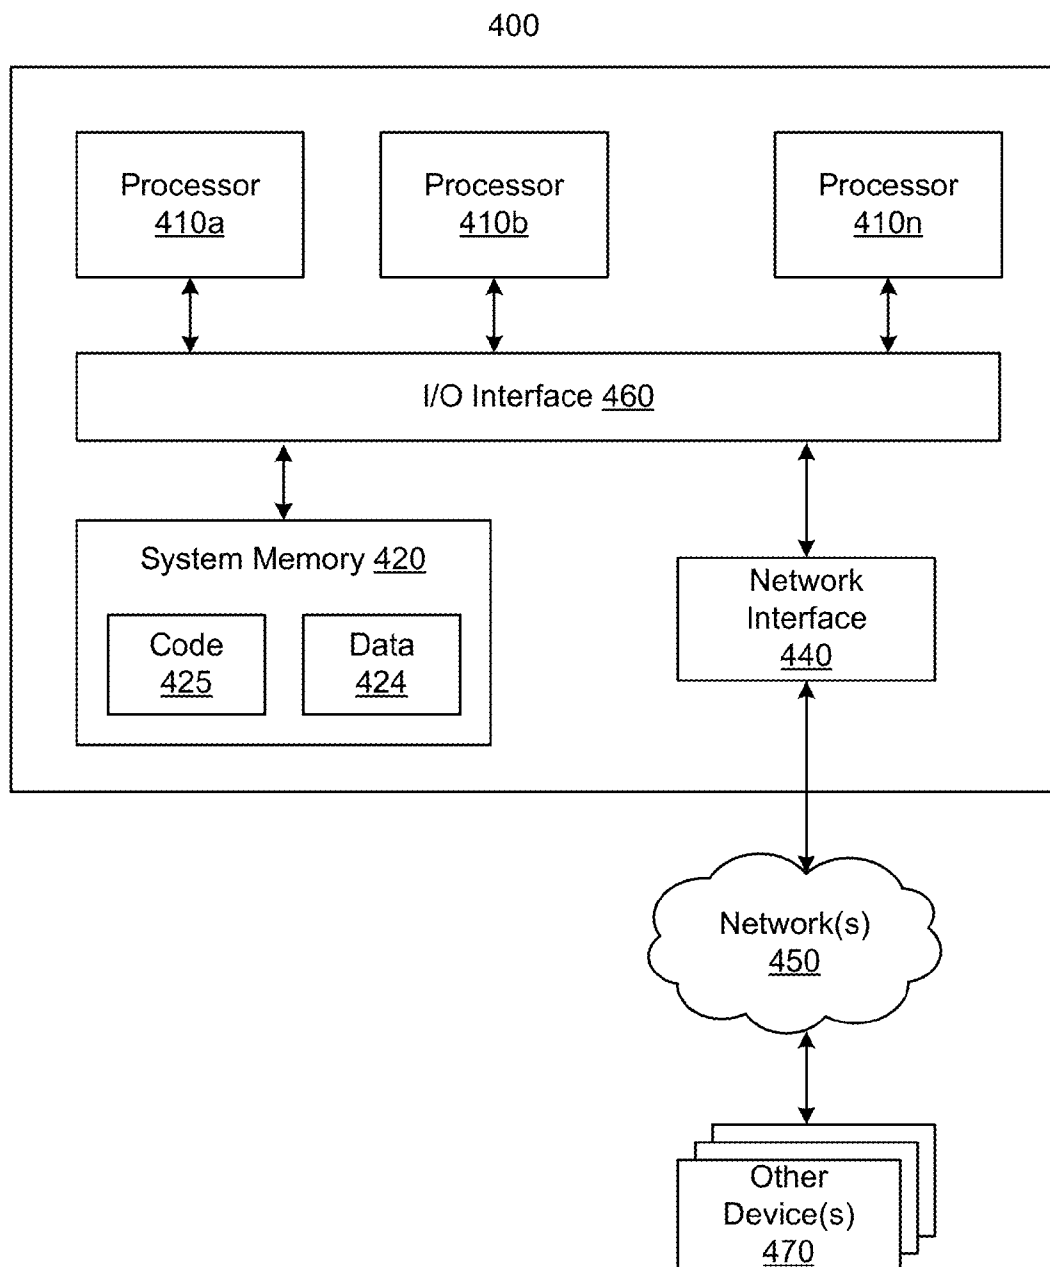 400
Processor
410a
Processor
410b
Processor
410n
I/O Interface 460
System Memory 420
Code
425
Data
424
Network
Interface
440
Network(s)
450
Other
Device(s)
470